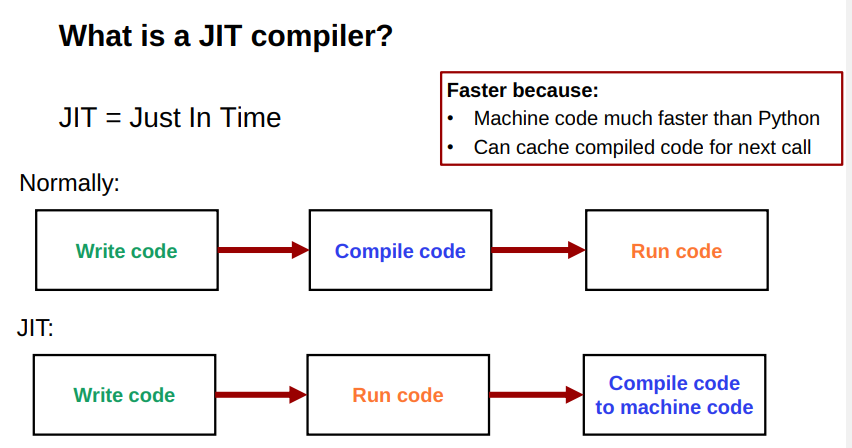 What is a JIT compiler?
JIT = Just In Time
Faster because:
• Machine code much faster than Python
• Can cache compiled code for next call
Normally:
Write code
Compile code
Run code
JIT:
Write code
Run code
Compile code
to machine code